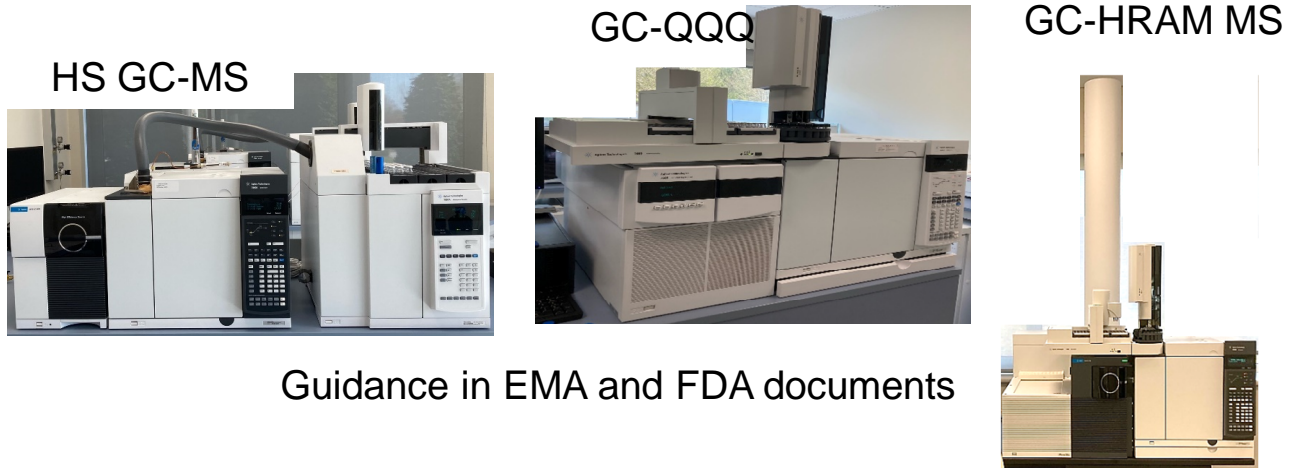 HS GC-MS
GC-QQQ
GC-HRAM MS
Guidance in EMA and FDA documents